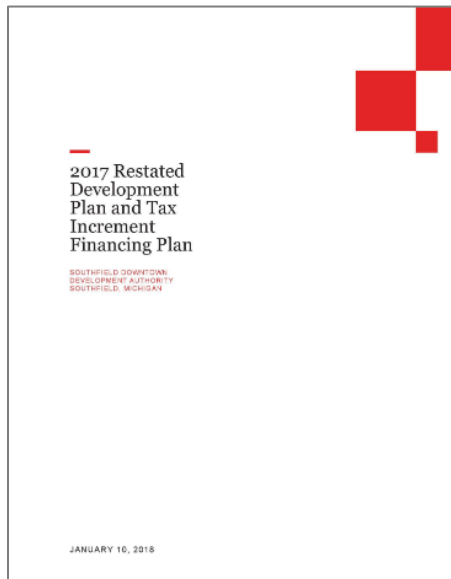 2017 Restated
Development
Plan and Tax
Increment
Financing Plan
SOUTHFIELD DOWNTOWN
DEVELOPMENT AUTHORITY
SOUTHFIELD, MICHIGAN
JANUARY 10, 2018